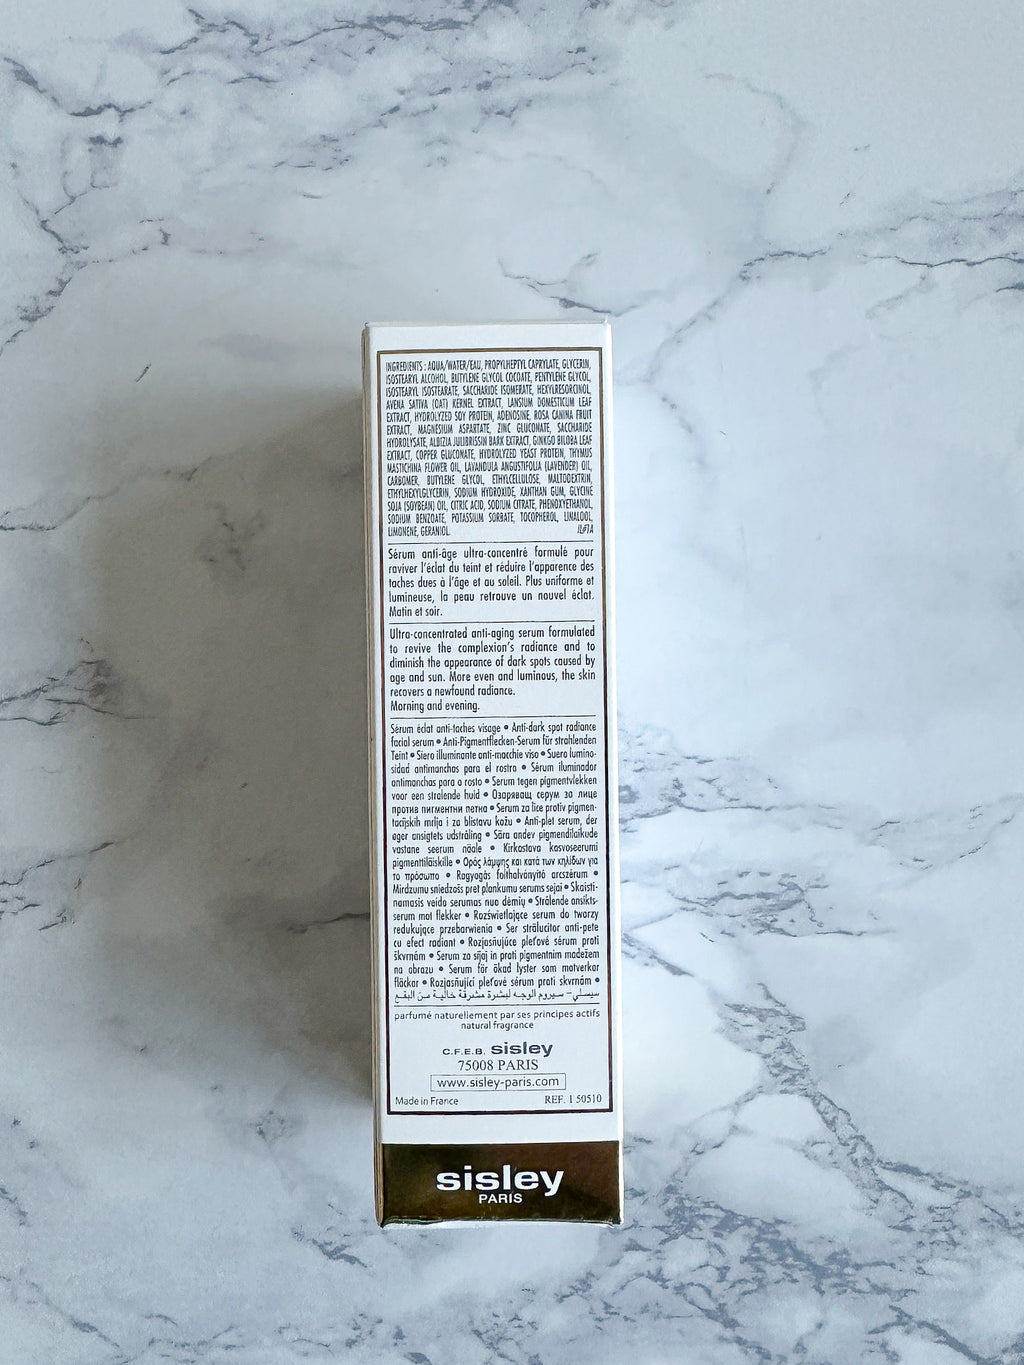 INGREDIENTS : AQUA/WATER/EAU, PROPYLHEPTYL CAPRYLATE, GLYCERIN,
ISOSTEARYL ALCOHOL, BUTYLENE GLYCOL COCOATE, PENTYLENE GLYCOL,
ISOSTEARYL ISOSTEARATE, SACCHARIDE ISOMERATE, HEXYLRESORCINOL,
AVENA SATIVA (OAT) KERNEL EXTRACT, LANSIUM DOMESTICUM LEAF
EXTRACT, HYDROLYZED SOY PROTEIN, ADENOSINE, ROSA CANINA FRUIT
EXTRACT, MAGNESIUM ASPARTATE, ZINC GLUCONATE, SACCHARIDE
HYDROLYSATE, ALBIZIA JULIBRISSIN BARK EXTRACT, GINKGO BILOBA LEAF
EXTRACT, COPPER GLUCONATE, HYDROLYZED YEAST PROTEIN, THYMUS
MASTICHINA FLOWER OIL, LAVANDULA ANGUSTIFOLIA (LAVENDER) OIL,
CARBOMER, BUTYLENE GLYCOL, ETHYLCELLULOSE, MALTODEXTRIN,
ETHYLHEXYLGLYCERIN, SODIUM HYDROXIDE, XANTHAN GUM, GLYCINE
SOJA (SOYBEAN) OIL, CITRIC ACID, SODIUM CITRATE, PHENOXYETHANOL,
SODIUM BENZOATE, POTASSIUM SORBATE, TOCOPHEROL, LINALOOL,
LIMONENE, GERANIOL.
Sérum anti-âge ultra-concentré formulé pour
raviver l'éclat du teint et réduire l'apparence des
taches dues à l'âge et au soleil. Plus uniforme et
lumineuse, la peau retrouve un nouvel éclat.
Matin et soir.
Ultra-concentrated anti-aging serum formulated
to revive the complexion's radiance and to
diminish the appearance of dark spots caused by
age and sun. More even and luminous, the skin
recovers a newfound radiance.
Morning and evening.
Sérum éclat anti-taches visage • Anti-dark spot radiance
facial serum • Anti-Pigmentflecken-Serum für strahlenden
Teint • Siero illuminante anti-macchie viso • Suero lumino-
sidad antimanchas para el rostro • Sérum iluminador
antimanchas para o rosto • Serum tegen pigmentvlekken
voor een stralende huid • Озаряващ серум за лице
против пигментни петна • Serum za lice protiv pigmen-
tacijskih mrlja i za blistavu kožu • Anti-plet serum, der
øger ansigtets udstråling • Sära andev pigmendilaikude
vastane seerum näole • Kirkastava kasvoseerumi
pigmenttiläiskille • Ορός λάμψης και κατά των κηλίδων για
το πρόσωπο • Ragyogás folthalványító arcszérum •
Mirdzumu sniedzošs pret plankumu serums sejai • Skaisti-
namasis veido serumas nuo dėmių • Strålende ansikts-
serum mot flekker • Rozświetlające serum do twarzy
redukujące przebarwienia • Ser strălucitor anti-pete
cu efect radiant • Rozjasňujúce pleťové sérum proti
škvrnám • Serum za sijaj in proti pigmentnim madežem
na obrazu • Serum för ökad lyster som motverkar
fläckar • Rozjasňující pleťové sérum proti skvrnám •
سيسلي– سيروم الوجه لبشرة مشرقة خالية من البقع
parfumé naturellement par ses principes actifs
natural fragrance
C.F.E.B. sisley
75008 PARIS
www.sisley-paris.com
Made in France REF. 1 50510
sisley
PARIS